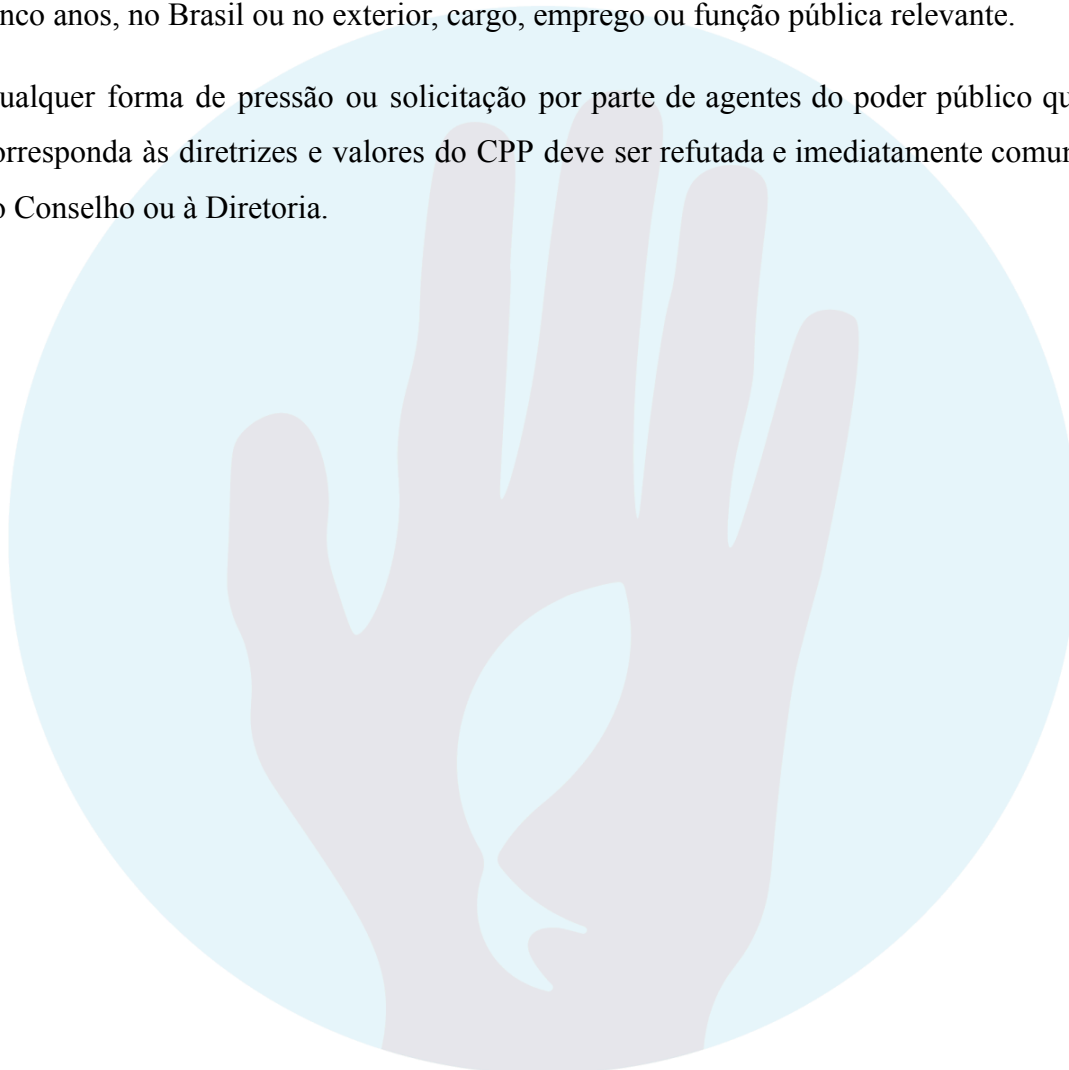 nco anos, no Brasil ou no exterior, cargo, emprego ou função pública relevante.
ualquer forma de pressão ou solicitação por parte de agentes do poder público qu
orresponda às diretrizes e valores do CPP deve ser refutada e imediatamente comu
o Conselho ou à Diretoria.